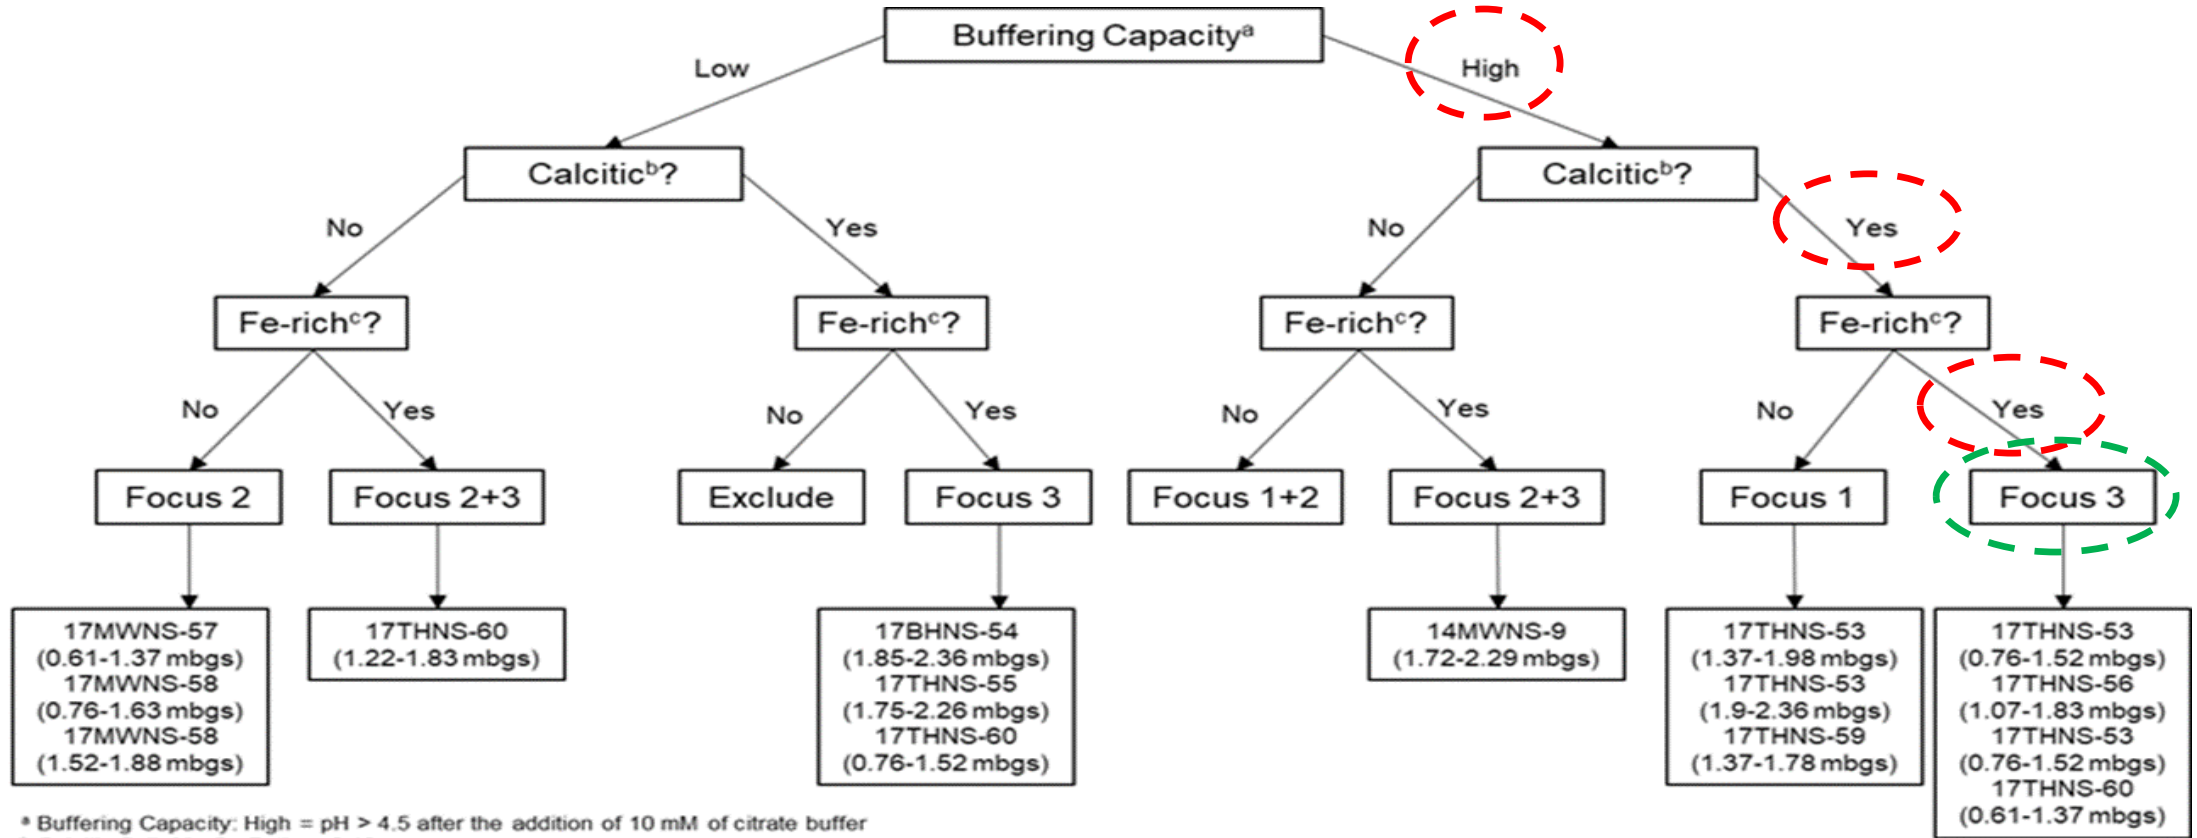 Buffering Capacityᵃ
Low
High
Calciticᵇ?
Calciticᵇ?
No
Yes
No
Yes
Fe-richᶜ?
Fe-richᶜ?
Fe-richᶜ?
Fe-richᶜ?
No
Yes
No
Yes
No
Yes
No
Yes
Focus 2
Focus 2+3
Exclude
Focus 3
Focus 1+2
Focus 2+3
Focus 1
Focus 3
17MWNS-57
(0.61-1.37 mbgs)
17MWNS-58
(0.76-1.63 mbgs)
17MWNS-58
(1.52-1.88 mbgs)
17THNS-60
(1.22-1.83 mbgs)
17BHNS-54
(1.85-2.36 mbgs)
17THNS-55
(1.75-2.26 mbgs)
17THNS-60
(0.76-1.52 mbgs)
14MWNS-9
(1.72-2.29 mbgs)
17THNS-53
(1.37-1.98 mbgs)
17THNS-53
(1.9-2.36 mbgs)
17THNS-59
(1.37-1.78 mbgs)
17THNS-53
(0.76-1.52 mbgs)
17THNS-56
(1.07-1.83 mbgs)
17THNS-53
(0.76-1.52 mbgs)
17THNS-60
(0.61-1.37 mbgs)
ᵃ Buffering Capacity: High = pH > 4.5 after the addition of 10 mM of citrate buffer